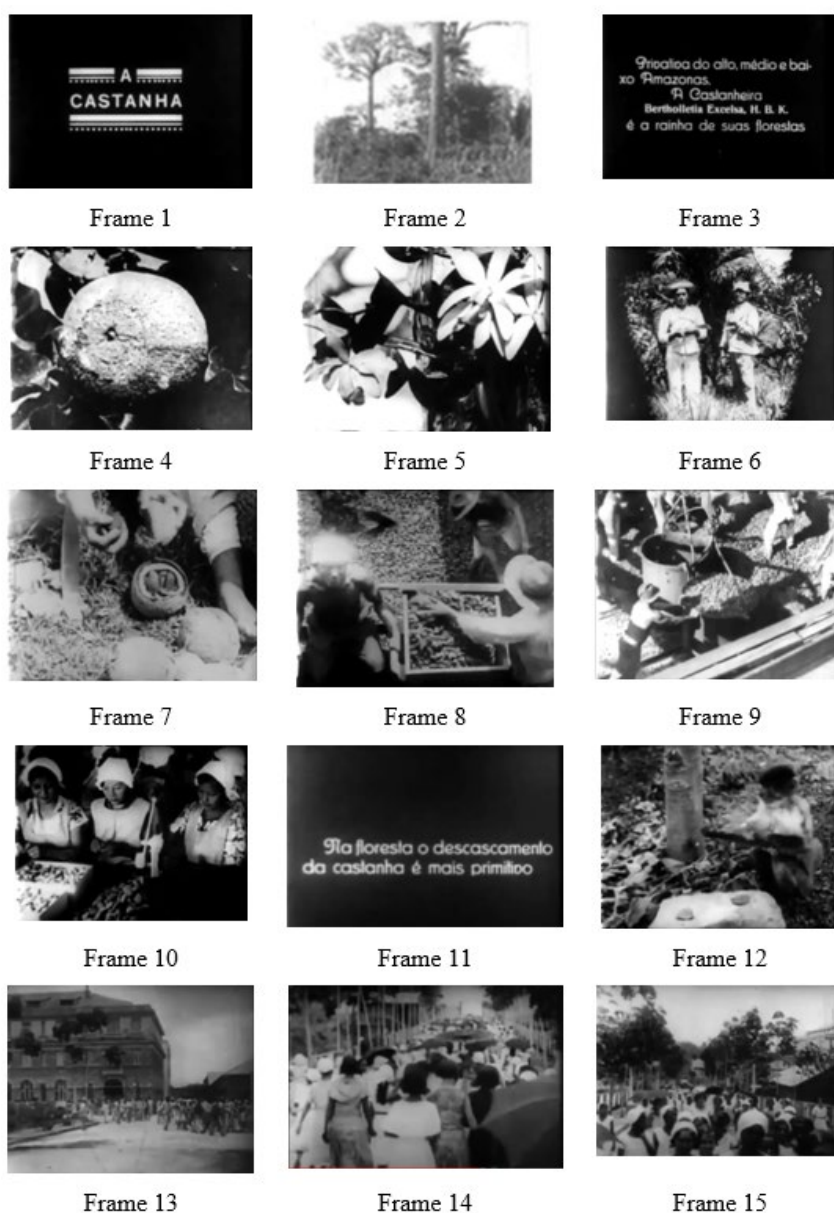 A
CASTANHA
Privativa do alto, médio e bai-
xo Amazonas.
A Castanheira
Bertholletia Excelsa, H. B. K.
é a rainha de suas florestas
Frame 1
Frame 2
Frame 3
Frame 4
Frame 5
Frame 6
Frame 7
Frame 8
Frame 9
Na floresta o descascamento
da castanha é mais primitivo
Frame 10
Frame 11
Frame 12
Frame 13
Frame 14
Frame 15